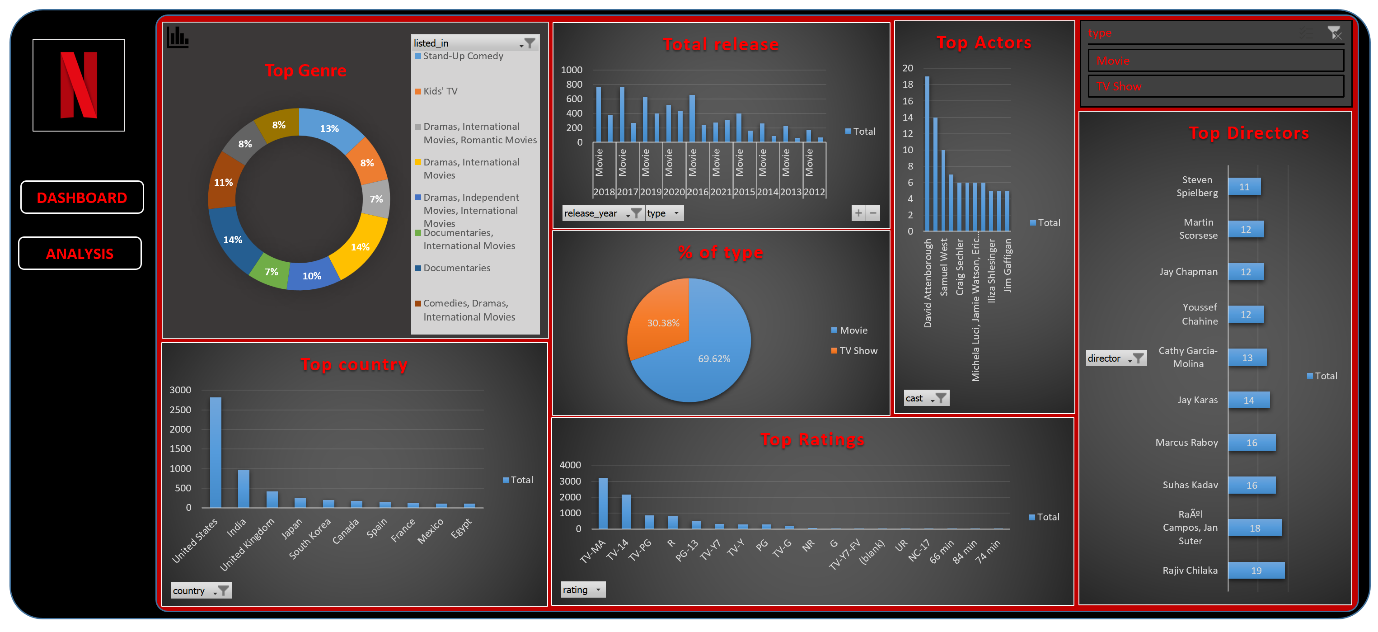 N
DASHBOARD
ANALYSIS
Top Genre
13%
8%
7%
14%
10%
7%
14%
11%
8%
8%
listed_in
Stand-Up Comedy
Kids' TV
Dramas, International
Movies, Romantic Movies
Dramas, International
Movies
Dramas, Independent
Movies, International
Movies
Documentaries,
International Movies
Documentaries
Comedies, Dramas,
International Movies
Total release
1000
800
600
400
200
0
Movie
Movie
Movie
Movie
Movie
Movie
Movie
Movie
Movie
Movie
2018
2017
2019
2020
2016
2021
2015
2014
2013
2012
Total
release_year
type
+
−
% of type
30.38%
69.62%
Movie
TV Show
Top Actors
20
18
16
14
12
10
8
6
4
2
0
David Attenborough
Samuel West
Craig Sechler
Michela Luci, Jamie Watson, Eric…
Iliza Shlesinger
Jim Gaffigan
Total
cast
type
Movie
TV Show
Top Directors
Steven
Spielberg
11
Martin
Scorsese
12
Jay Chapman
12
Youssef
Chahine
12
Cathy Garcia-
Molina
13
Jay Karas
14
Marcus Raboy
16
Suhas Kadav
16
RaÃºl
Campos, Jan
Suter
18
Rajiv Chilaka
19
director
Total
Top country
3000
2500
2000
1500
1000
500
0
United States
India
United Kingdom
Japan
South Korea
Canada
Spain
France
Mexico
Egypt
Total
country
Top Ratings
4000
3000
2000
1000
0
TV-MA
TV-14
TV-PG
R
PG-13
TV-Y7
TV-Y
PG
TV-G
NR
G
TV-Y7-FV
(blank)
UR
NC-17
66 min
84 min
74 min
Total
rating